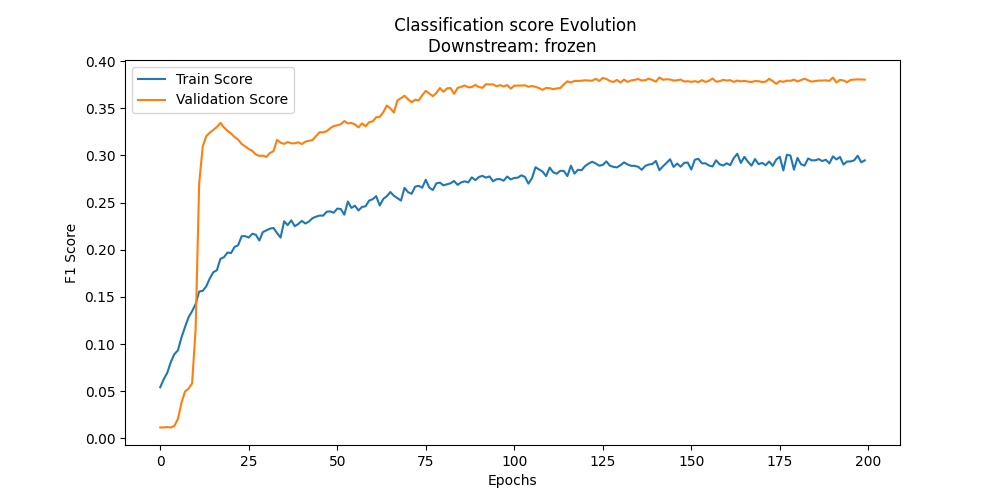 Classification score Evolution
Downstream: frozen
Train Score
Validation Score
F1 Score
0.40
0.35
0.30
0.25
0.20
0.15
0.10
0.05
0.00
0 25 50 75 100 125 150 175 200
Epochs